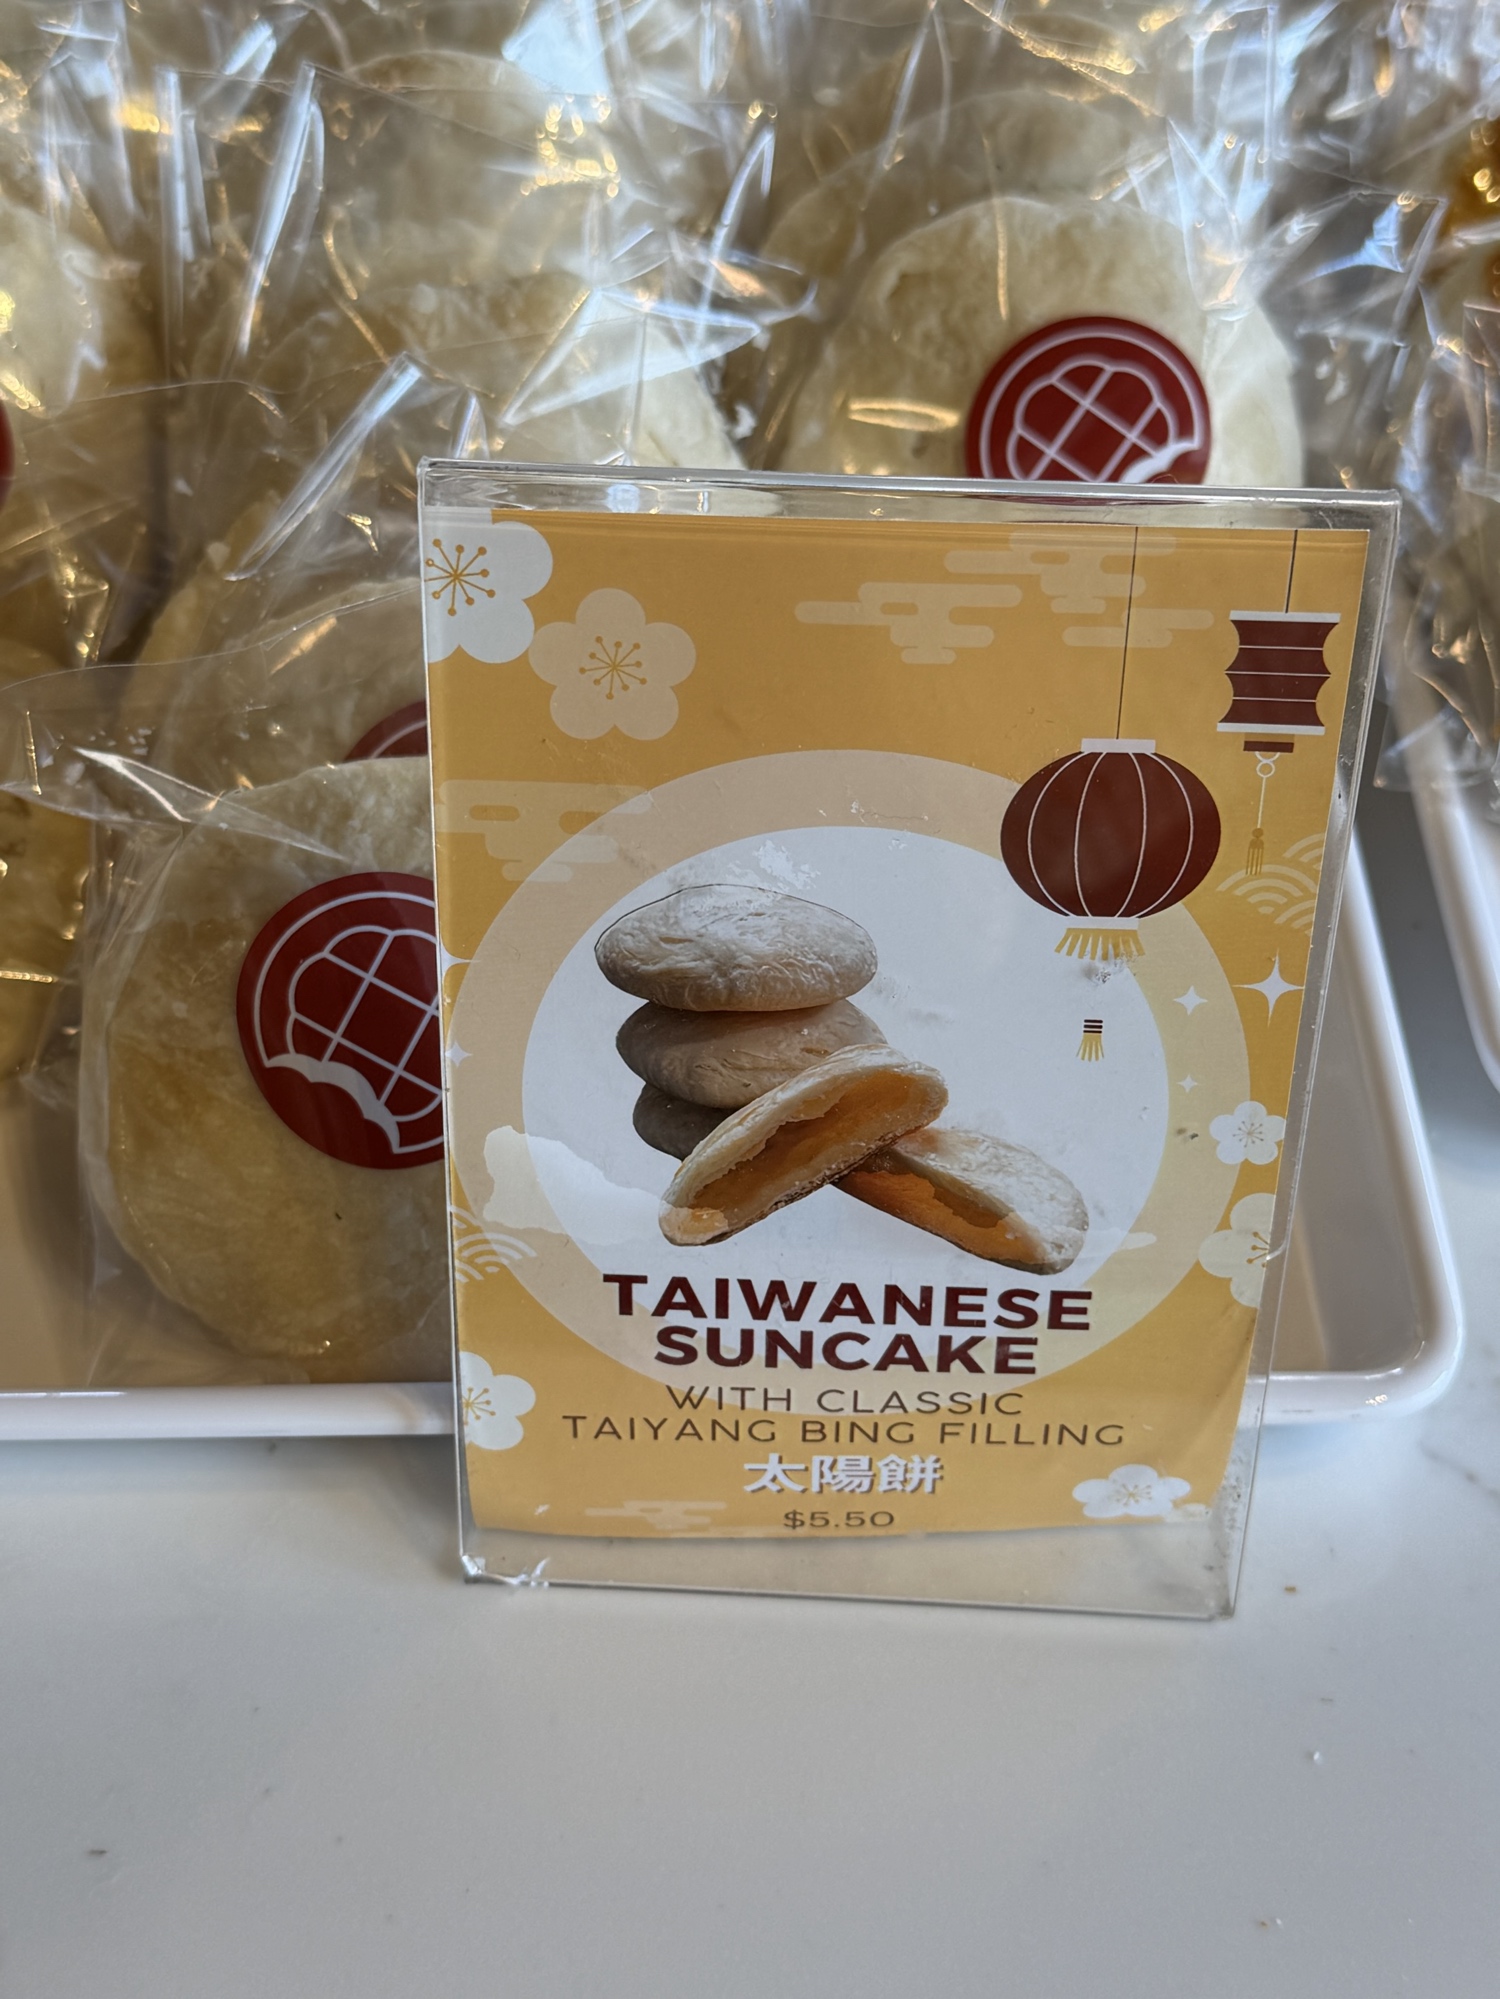 TAIWANESE
SUNCAKE
WITH CLASSIC
TAIYANG BING FILLING
太陽餅
$5.50